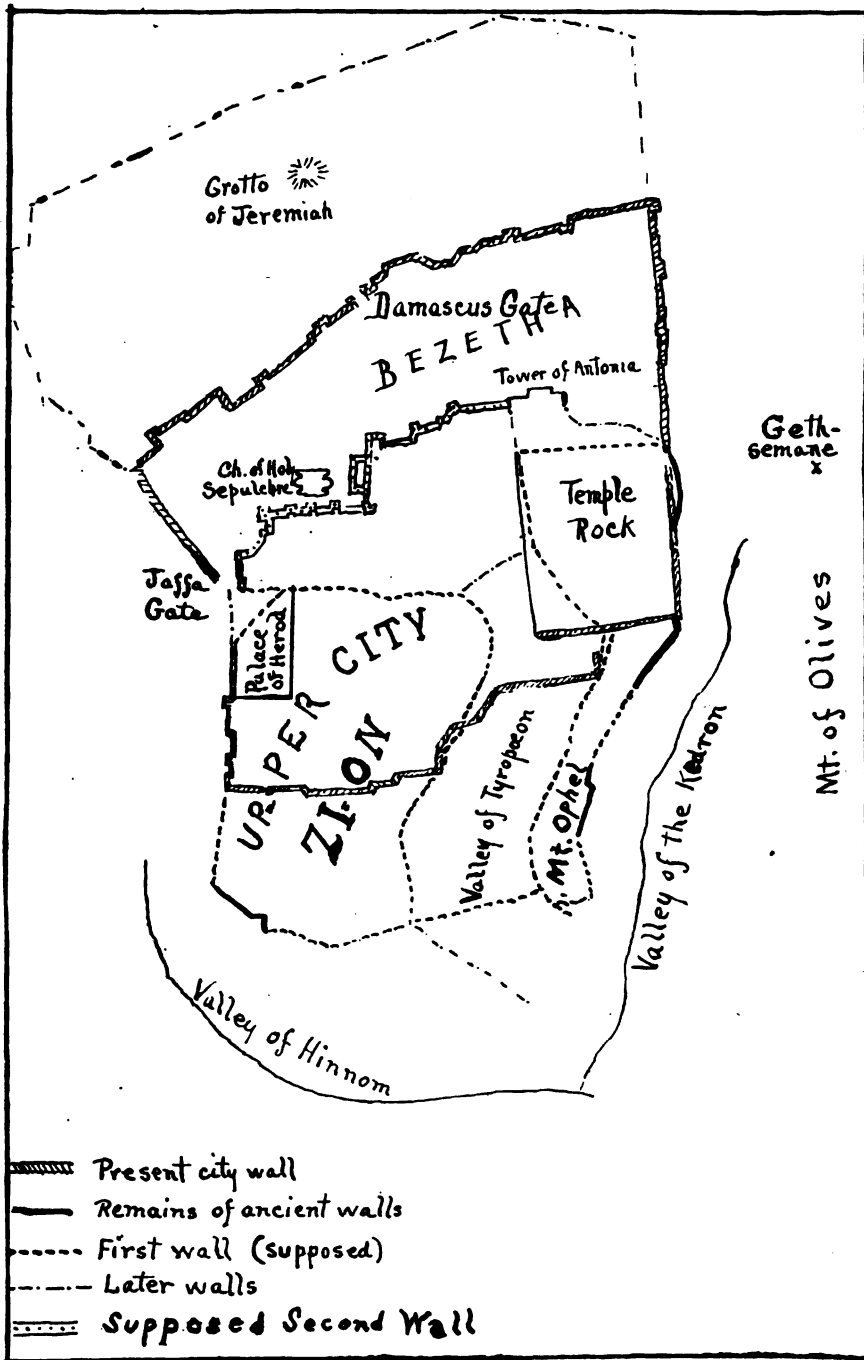 Grotto
of Jeremiah
Damascus Gate
BEZETHA
Tower of Antonia
Geth-
semane
x
Ch. of Holy
Sepulchre
Temple
Rock
Jaffa
Gate
Palace
of Herod
UPPER CITY
ZION
Valley of Tyropœon
Mt. Ophel
Valley of the Kedron
Mt. of Olives
Valley of Hinnom
Present city wall
Remains of ancient walls
First wall (supposed)
Later walls
Supposed Second Wall